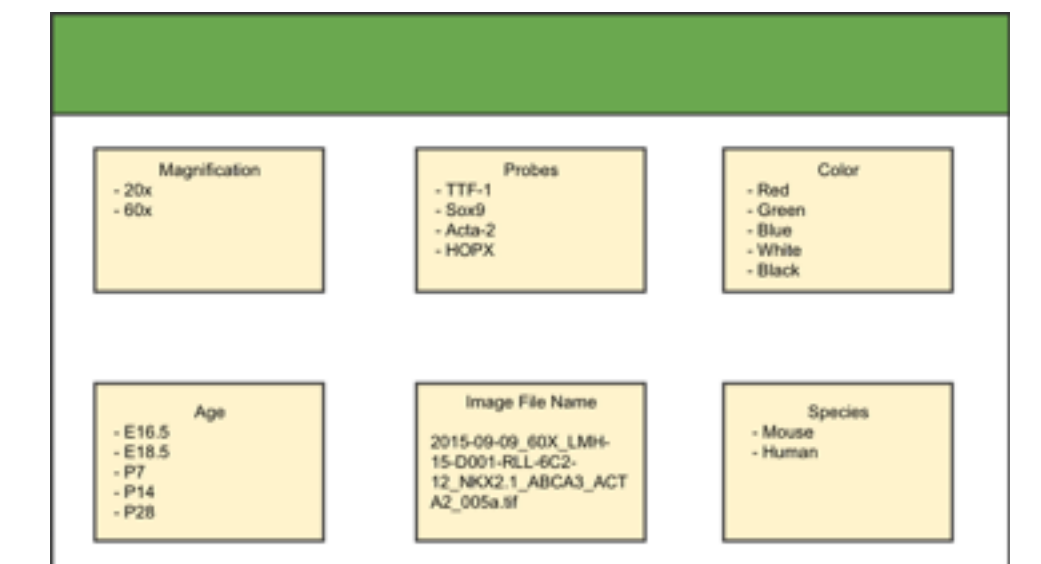 Magnification
- 20x
- 60x
Probes
- TTF-1
- Sox9
- Acta-2
- HOPX
Color
- Red
- Green
- Blue
- White
- Black
Age
- E16.5
- E18.5
- P7
- P14
- P28
Image File Name
2015-09-09_60X_LMH-
15-D001-RLL-6C2-
12_NKX2.1_ABCA3_ACT
A2_005a.tif
Species
- Mouse
- Human